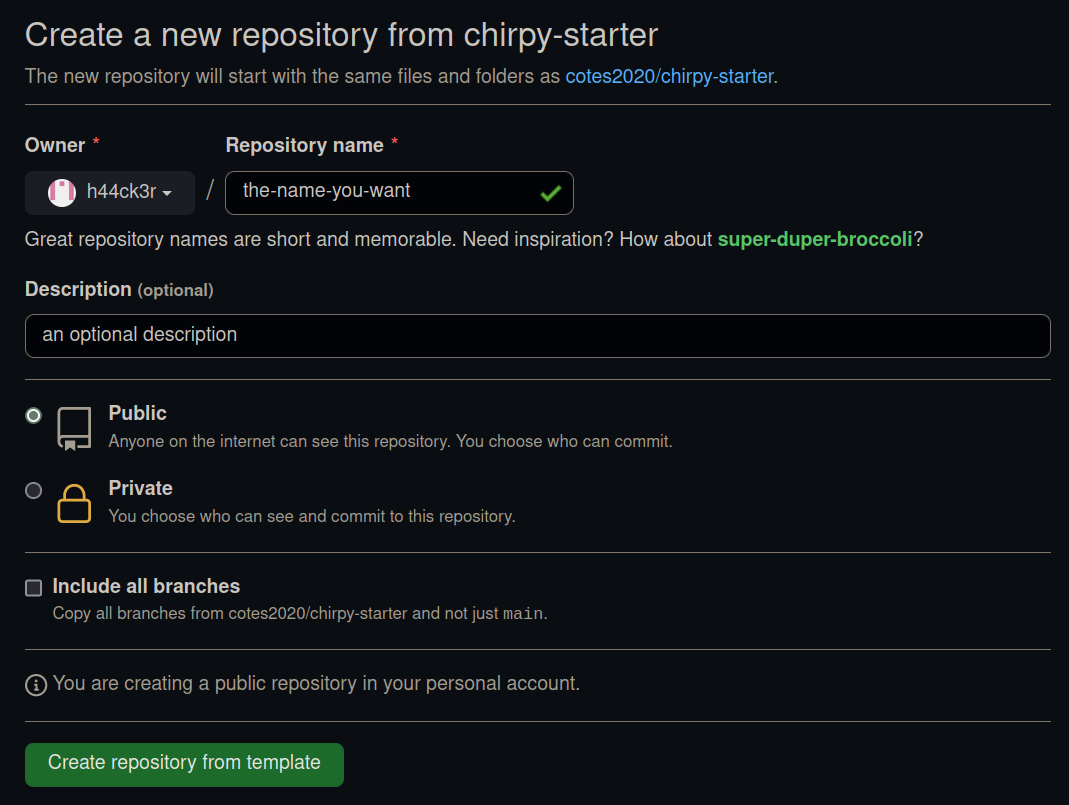 Create a new repository from chirpy-starter
The new repository will start with the same files and folders as cotes2020/chirpy-starter.
Owner * Repository name *
h44ck3r / the-name-you-want
Great repository names are short and memorable. Need inspiration? How about super-duper-broccoli?
Description (optional)
an optional description
Public
Anyone on the internet can see this repository. You choose who can commit.
Private
You choose who can see and commit to this repository.
Include all branches
Copy all branches from cotes2020/chirpy-starter and not just main.
You are creating a public repository in your personal account.
Create repository from template